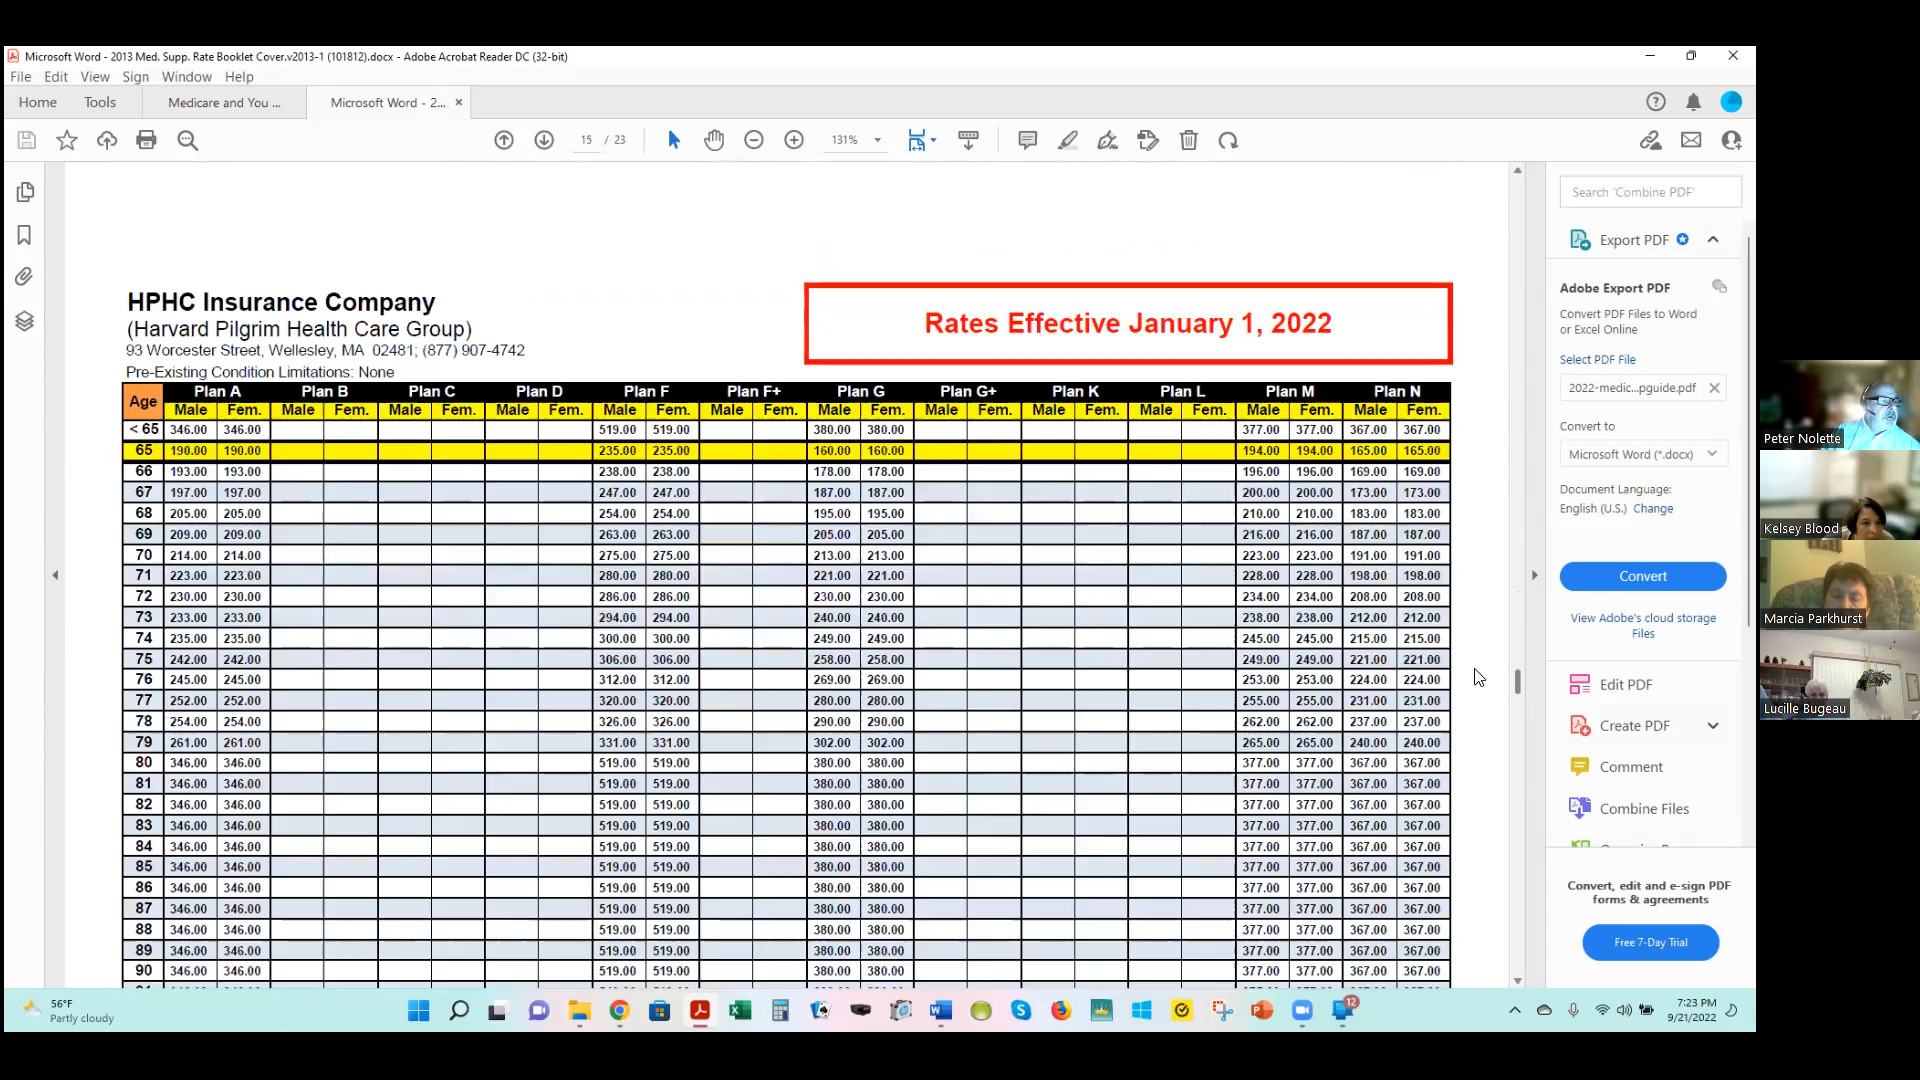 Microsoft Word - 2013 Med. Supp. Rate Booklet Cover.v2013-1 (101812).docx - Adobe Acrobat Reader DC (32-bit)
File Edit View Sign Window Help
Home Tools Medicare and You ... Microsoft Word - 2... ×
15 / 23 131%
Search 'Combine PDF'
Export PDF
Adobe Export PDF
Convert PDF Files to Word
or Excel Online
Select PDF File
2022-medic...pguide.pdf
Convert to
Microsoft Word (*.docx)
Document Language:
English (U.S.) Change
Convert
View Adobe's cloud storage
Files
Edit PDF
Create PDF
Comment
Combine Files
Convert, edit and e-sign PDF
forms & agreements
Free 7-Day Trial
HPHC Insurance Company
(Harvard Pilgrim Health Care Group)
93 Worcester Street, Wellesley, MA 02481; (877) 907-4742
Pre-Existing Condition Limitations: None
Rates Effective January 1, 2022
Age Plan A Plan B Plan C Plan D Plan F Plan F+ Plan G Plan G+ Plan K Plan L Plan M Plan N
Male Fem. Male Fem. Male Fem. Male Fem. Male Fem. Male Fem. Male Fem. Male Fem. Male Fem. Male Fem. Male Fem. Male Fem.
< 65 346.00 346.00 519.00 519.00 380.00 380.00 377.00 377.00 367.00 367.00
65 190.00 190.00 235.00 235.00 160.00 160.00 194.00 194.00 165.00 165.00
66 193.00 193.00 238.00 238.00 178.00 178.00 196.00 196.00 169.00 169.00
67 197.00 197.00 247.00 247.00 187.00 187.00 200.00 200.00 173.00 173.00
68 205.00 205.00 254.00 254.00 195.00 195.00 210.00 210.00 183.00 183.00
69 209.00 209.00 263.00 263.00 205.00 205.00 216.00 216.00 187.00 187.00
70 214.00 214.00 275.00 275.00 213.00 213.00 223.00 223.00 191.00 191.00
71 223.00 223.00 280.00 280.00 221.00 221.00 228.00 228.00 198.00 198.00
72 230.00 230.00 286.00 286.00 230.00 230.00 234.00 234.00 208.00 208.00
73 233.00 233.00 294.00 294.00 240.00 240.00 238.00 238.00 212.00 212.00
74 235.00 235.00 300.00 300.00 249.00 249.00 245.00 245.00 215.00 215.00
75 242.00 242.00 306.00 306.00 258.00 258.00 249.00 249.00 221.00 221.00
76 245.00 245.00 312.00 312.00 269.00 269.00 253.00 253.00 224.00 224.00
77 252.00 252.00 320.00 320.00 280.00 280.00 255.00 255.00 231.00 231.00
78 254.00 254.00 326.00 326.00 290.00 290.00 262.00 262.00 237.00 237.00
79 261.00 261.00 331.00 331.00 302.00 302.00 265.00 265.00 240.00 240.00
80 346.00 346.00 519.00 519.00 380.00 380.00 377.00 377.00 367.00 367.00
81 346.00 346.00 519.00 519.00 380.00 380.00 377.00 377.00 367.00 367.00
82 346.00 346.00 519.00 519.00 380.00 380.00 377.00 377.00 367.00 367.00
83 346.00 346.00 519.00 519.00 380.00 380.00 377.00 377.00 367.00 367.00
84 346.00 346.00 519.00 519.00 380.00 380.00 377.00 377.00 367.00 367.00
85 346.00 346.00 519.00 519.00 380.00 380.00 377.00 377.00 367.00 367.00
86 346.00 346.00 519.00 519.00 380.00 380.00 377.00 377.00 367.00 367.00
87 346.00 346.00 519.00 519.00 380.00 380.00 377.00 377.00 367.00 367.00
88 346.00 346.00 519.00 519.00 380.00 380.00 377.00 377.00 367.00 367.00
89 346.00 346.00 519.00 519.00 380.00 380.00 377.00 377.00 367.00 367.00
90 346.00 346.00 519.00 519.00 380.00 380.00 377.00 377.00 367.00 367.00
Peter Nolette
Kelsey Blood
Marcia Parkhurst
Lucille Bugeau
56°F
Partly cloudy
12
7:23 PM
9/21/2022